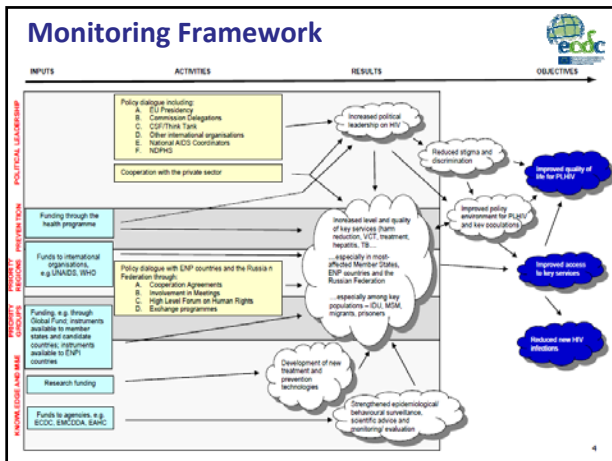 Monitoring Framework
ecdc
INPUTS
ACTIVITIES
RESULTS
OBJECTIVES
POLITICAL LEADERSHIP
PREVENTION
PRIORITY
REGIONS
PRIORITY
GROUPS
KNOWLEDGE AND M&E
Policy dialogue including:
A. EU Presidency
B. Commission Delegations
C. CSF/Think Tank
D. Other international organisations
E. National AIDS Coordinators
F. NDPHS
Cooperation with the private sector
Funding through the
health programme
Funds to international
organisations,
e.g UNAIDS, WHO
Policy dialogue with ENP countries and the Russia n
Federation through:
A. Cooperation Agreements
B. Involvement in Meetings
C. High Level Forum on Human Rights
D. Exchange programmes
Funding, e.g. through
Global Fund; instruments
available to member
states and candidate
countries; instruments
available to ENPI
countries
Research funding
Funds to agencies, e.g.
ECDC, EMCDDA, EAHC
Increased political
leadership on HIV
Reduced stigma and
discrimination
Improved policy
environment for PLHIV
and key populations
Increased level and quality
of key services (harm
reduction, VCT, treatment,
hepatitis, TB…
…especially in most-
affected Member States,
ENP countries and the
Russian Federation
…especially among key
populations – IDU, MSM,
migrants, prisoners
Development of new
treatment and
prevention
technologies
Strengthened epidemiological/
behavioural surveillance,
scientific advice and
monitoring/ evaluation
Improved quality of
life for PLHIV
Improved access
to key services
Reduced new HIV
infections
4